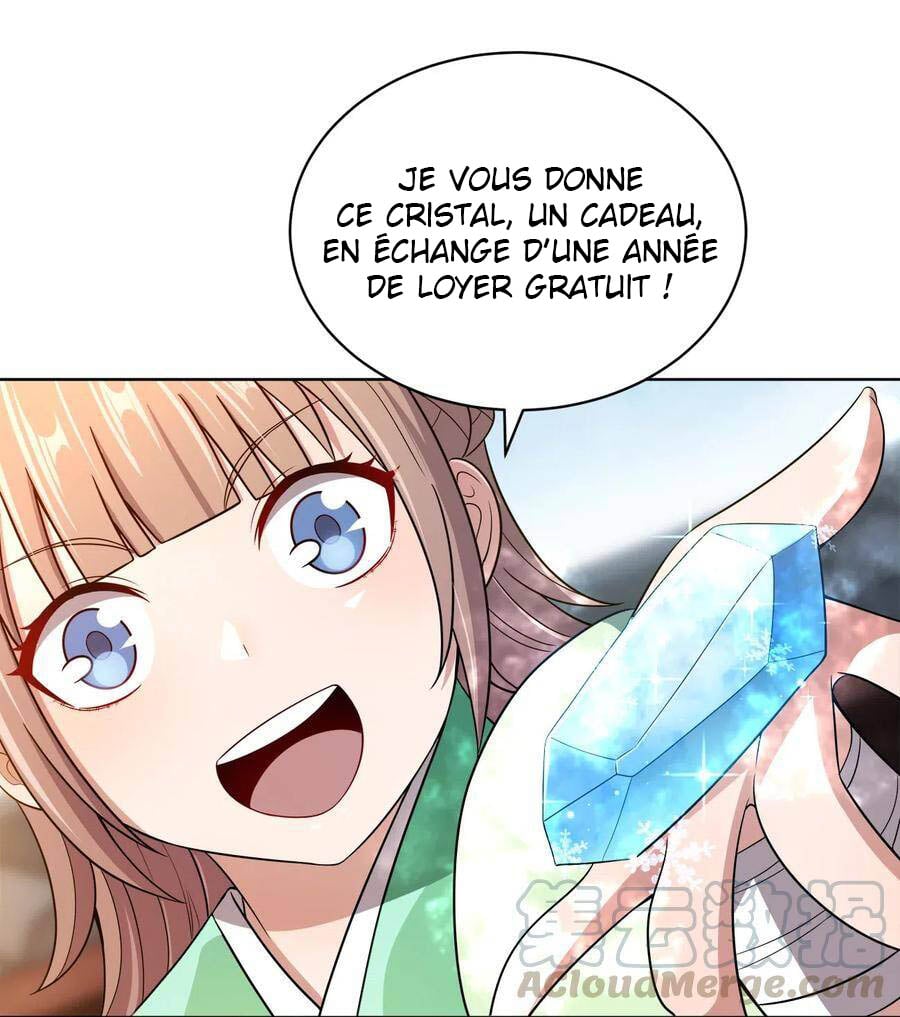 JE VOUS DONNE
CE CRISTAL, UN CADEAU,
EN ÉCHANGE D'UNE ANNÉE
DE LOYER GRATUIT !
集云数据
ACloudMerge.com